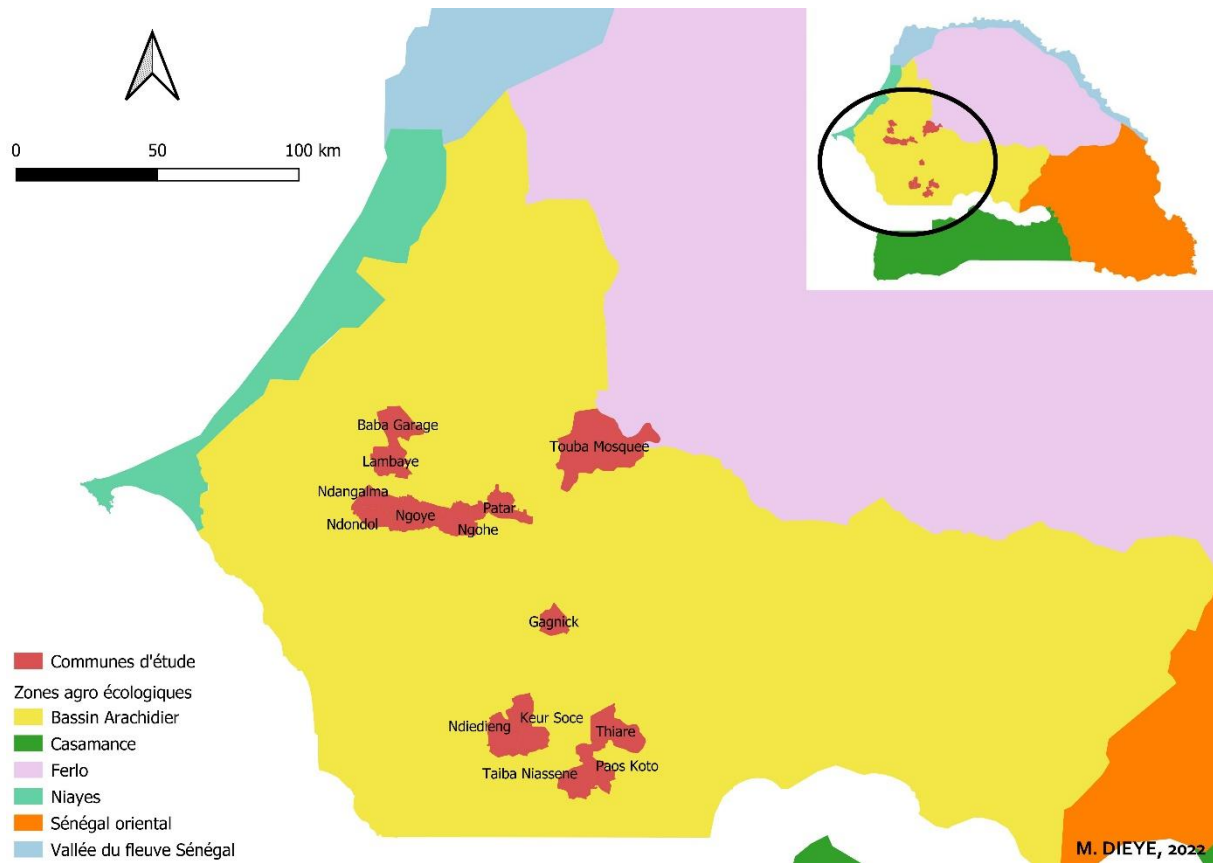 0 50 100 km
Baba Garage
Touba Mosquee
Lambaye
Ndangalma
Patar
Ngoye
Ndondol
Ngohe
Gagnick
Communes d'étude
Zones agro écologiques
Bassin Arachidier
Casamance
Ferlo
Niayes
Sénégal oriental
Vallée du fleuve Sénégal
Keur Soce
Ndiedieng
Thiare
Paos Koto
Taiba Niassene
M. DIEYE, 2022